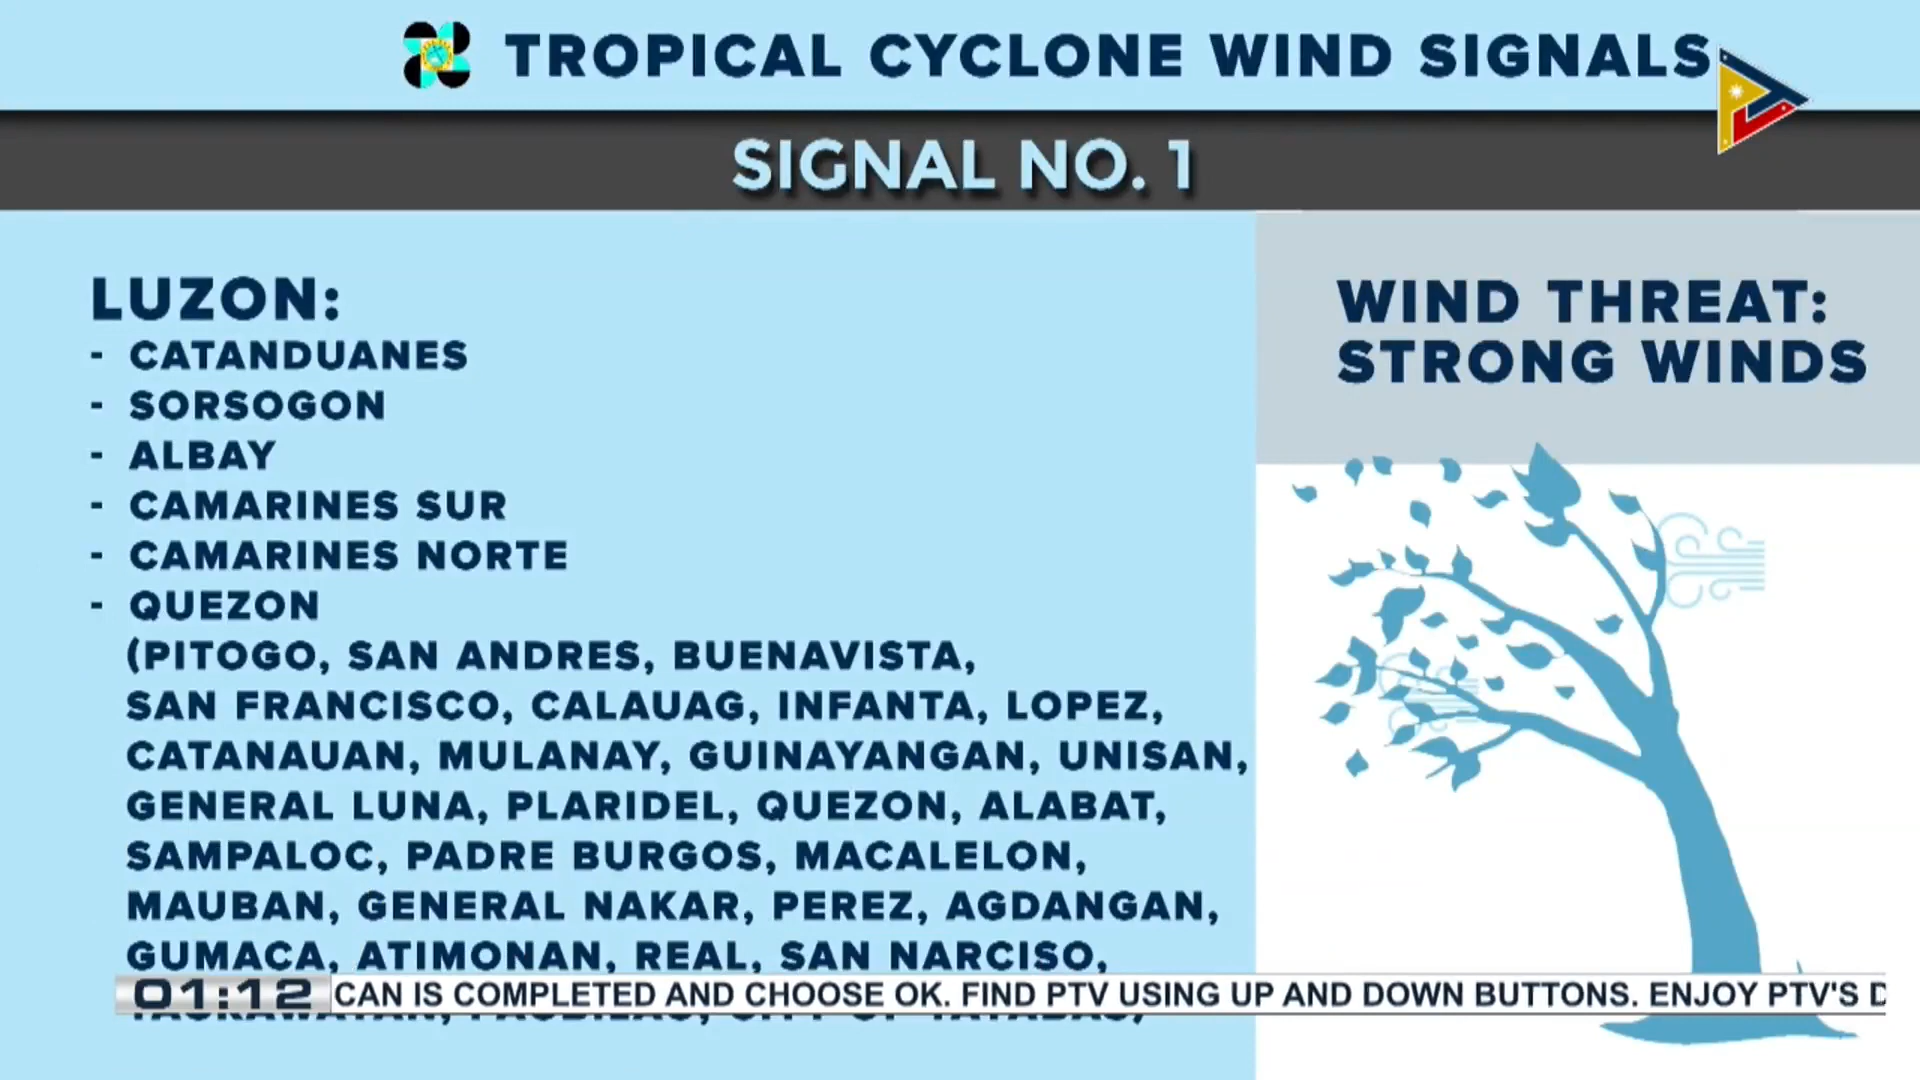 TROPICAL CYCLONE WIND SIGNALS
SIGNAL NO. 1
LUZON:
- CATANDUANES
- SORSOGON
- ALBAY
- CAMARINES SUR
- CAMARINES NORTE
- QUEZON
(PITOGO, SAN ANDRES, BUENAVISTA,
SAN FRANCISCO, CALAUAG, INFANTA, LOPEZ,
CATANAUAN, MULANAY, GUINAYANGAN, UNISAN,
GENERAL LUNA, PLARIDEL, QUEZON, ALABAT,
SAMPALOC, PADRE BURGOS, MACALELON,
MAUBAN, GENERAL NAKAR, PEREZ, AGDANGAN,
GUMACA, ATIMONAN, REAL, SAN NARCISO,
WIND THREAT:
STRONG WINDS
01:12 CAN IS COMPLETED AND CHOOSE OK. FIND PTV USING UP AND DOWN BUTTONS. ENJOY PTV'S